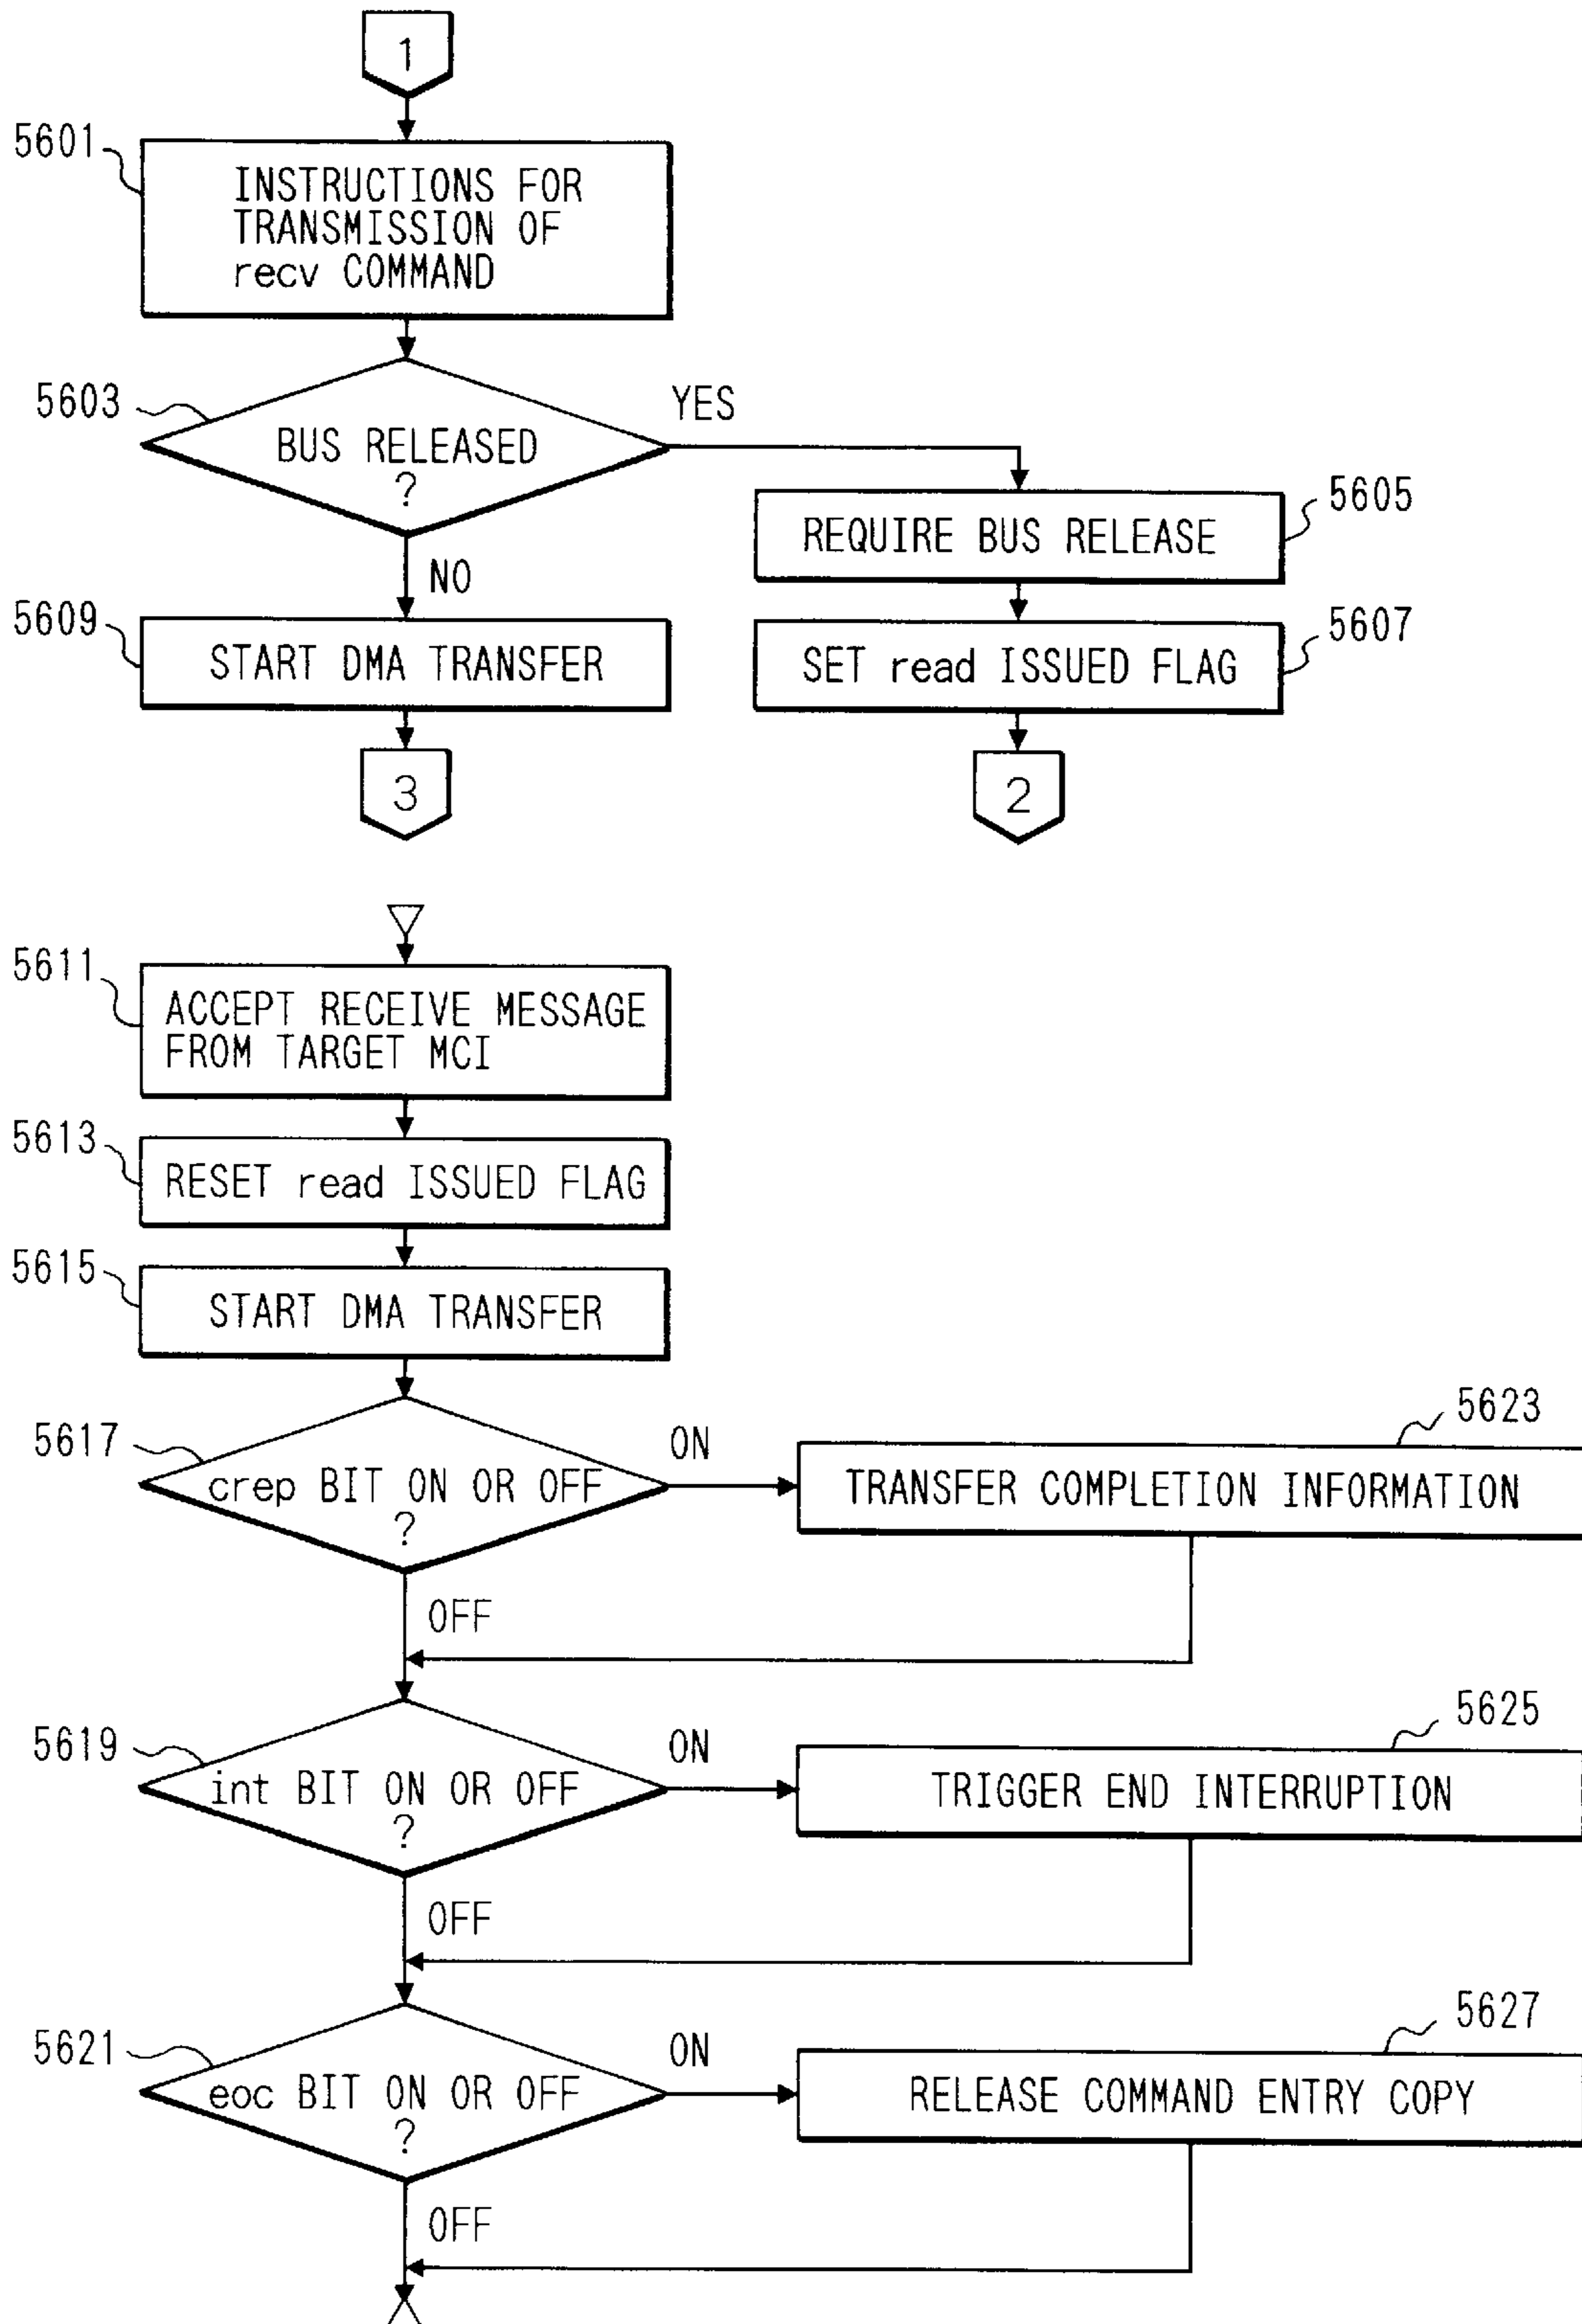 1
5601
INSTRUCTIONS FOR
TRANSMISSION OF
recv COMMAND
5603
BUS RELEASED
?
YES
NO
5605
REQUIRE BUS RELEASE
5609
START DMA TRANSFER
5607
SET read ISSUED FLAG
3
2
5611
ACCEPT RECEIVE MESSAGE
FROM TARGET MCI
5613
RESET read ISSUED FLAG
5615
START DMA TRANSFER
5617
crep BIT ON OR OFF
?
ON
5623
TRANSFER COMPLETION INFORMATION
OFF
5619
int BIT ON OR OFF
?
ON
5625
TRIGGER END INTERRUPTION
OFF
5621
eoc BIT ON OR OFF
?
ON
5627
RELEASE COMMAND ENTRY COPY
OFF